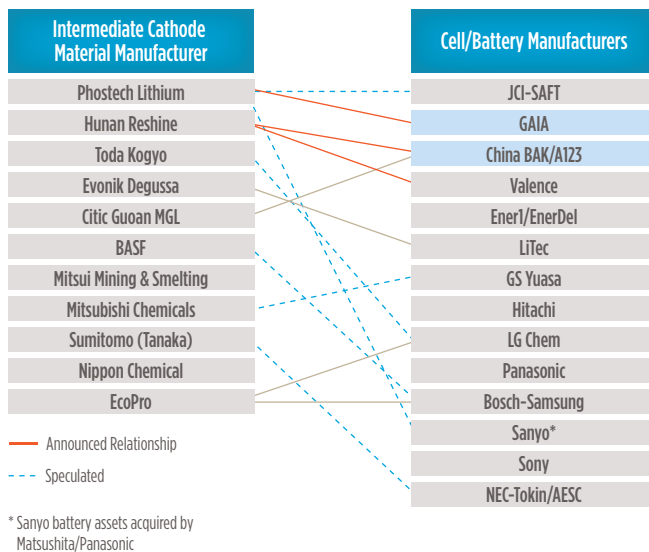 Intermediate Cathode
Material Manufacturer
Phostech Lithium
Hunan Reshine
Toda Kogyo
Evonik Degussa
Citic Guoan MGL
BASF
Mitsui Mining & Smelting
Mitsubishi Chemicals
Sumitomo (Tanaka)
Nippon Chemical
EcoPro
Cell/Battery Manufacturers
JCI-SAFT
GAIA
China BAK/A123
Valence
Ener1/EnerDel
LiTec
GS Yuasa
Hitachi
LG Chem
Panasonic
Bosch-Samsung
Sanyo*
Sony
NEC-Tokin/AESC
Announced Relationship
Speculated
* Sanyo battery assets acquired by
Matsushita/Panasonic